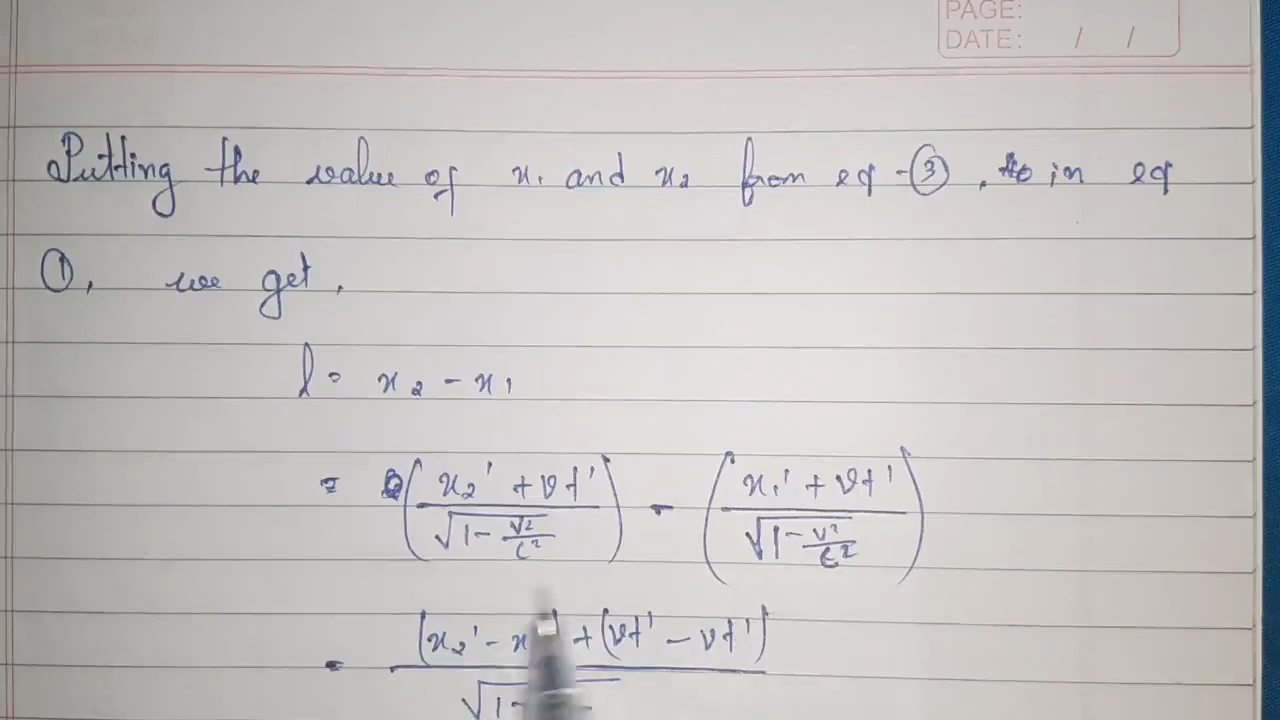 PAGE:
DATE: / /
Putting the value of x₁ and x₂ from eq -③, in eq
①, we get,
l = x₂ - x₁
= (x₂' + vt' / √1 - v²/c²) - (x₁' + vt' / √1 - v²/c²)
= (x₂' - x ) + (vt' - vt') / √1 -